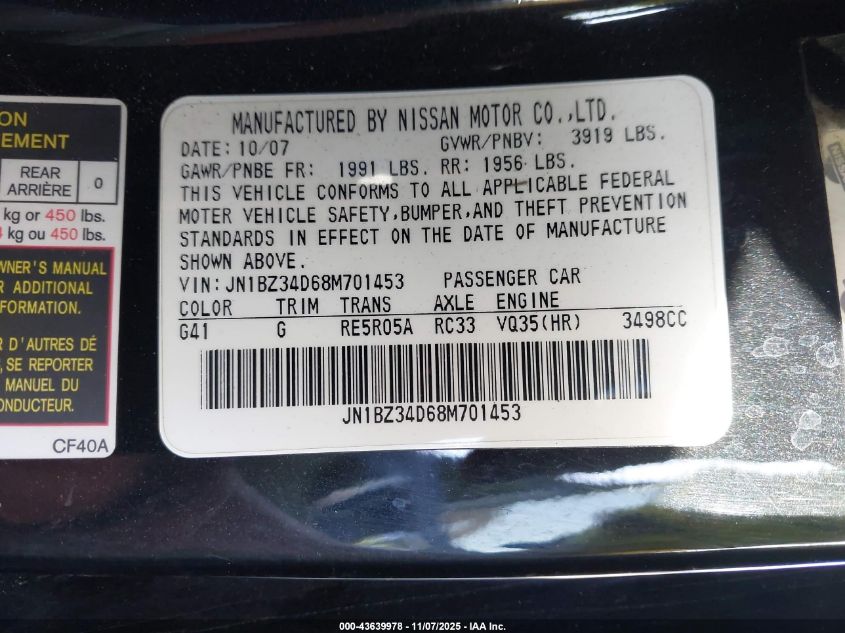 ON
EMENT
REAR
ARRIÈRE
0
kg or 450 lbs.
kg ou 450 lbs.
WNER'S MANUAL
R ADDITIONAL
FORMATION.
R D'AUTRES DÉ
, SE REPORTER
MANUEL DU
ONDUCTEUR.
CF40A
MANUFACTURED BY NISSAN MOTOR CO.,LTD.
DATE: 10/07 GVWR/PNBV: 3919 LBS.
GAWR/PNBE FR: 1991 LBS. RR: 1956 LBS.
THIS VEHICLE CONFORMS TO ALL APPLICABLE FEDERAL
MOTER VEHICLE SAFETY,BUMPER,AND THEFT PREVENTION
STANDARDS IN EFFECT ON THE DATE OF MANUFACTURE
SHOWN ABOVE.
VIN:JN1BZ34D68M701453 PASSENGER CAR
COLOR TRIM TRANS AXLE ENGINE
G41 G RE5R05A RC33 VQ35(HR) 3498CC
JN1BZ34D68M701453
000-43639978 - 11/07/2025 - IAA Inc.